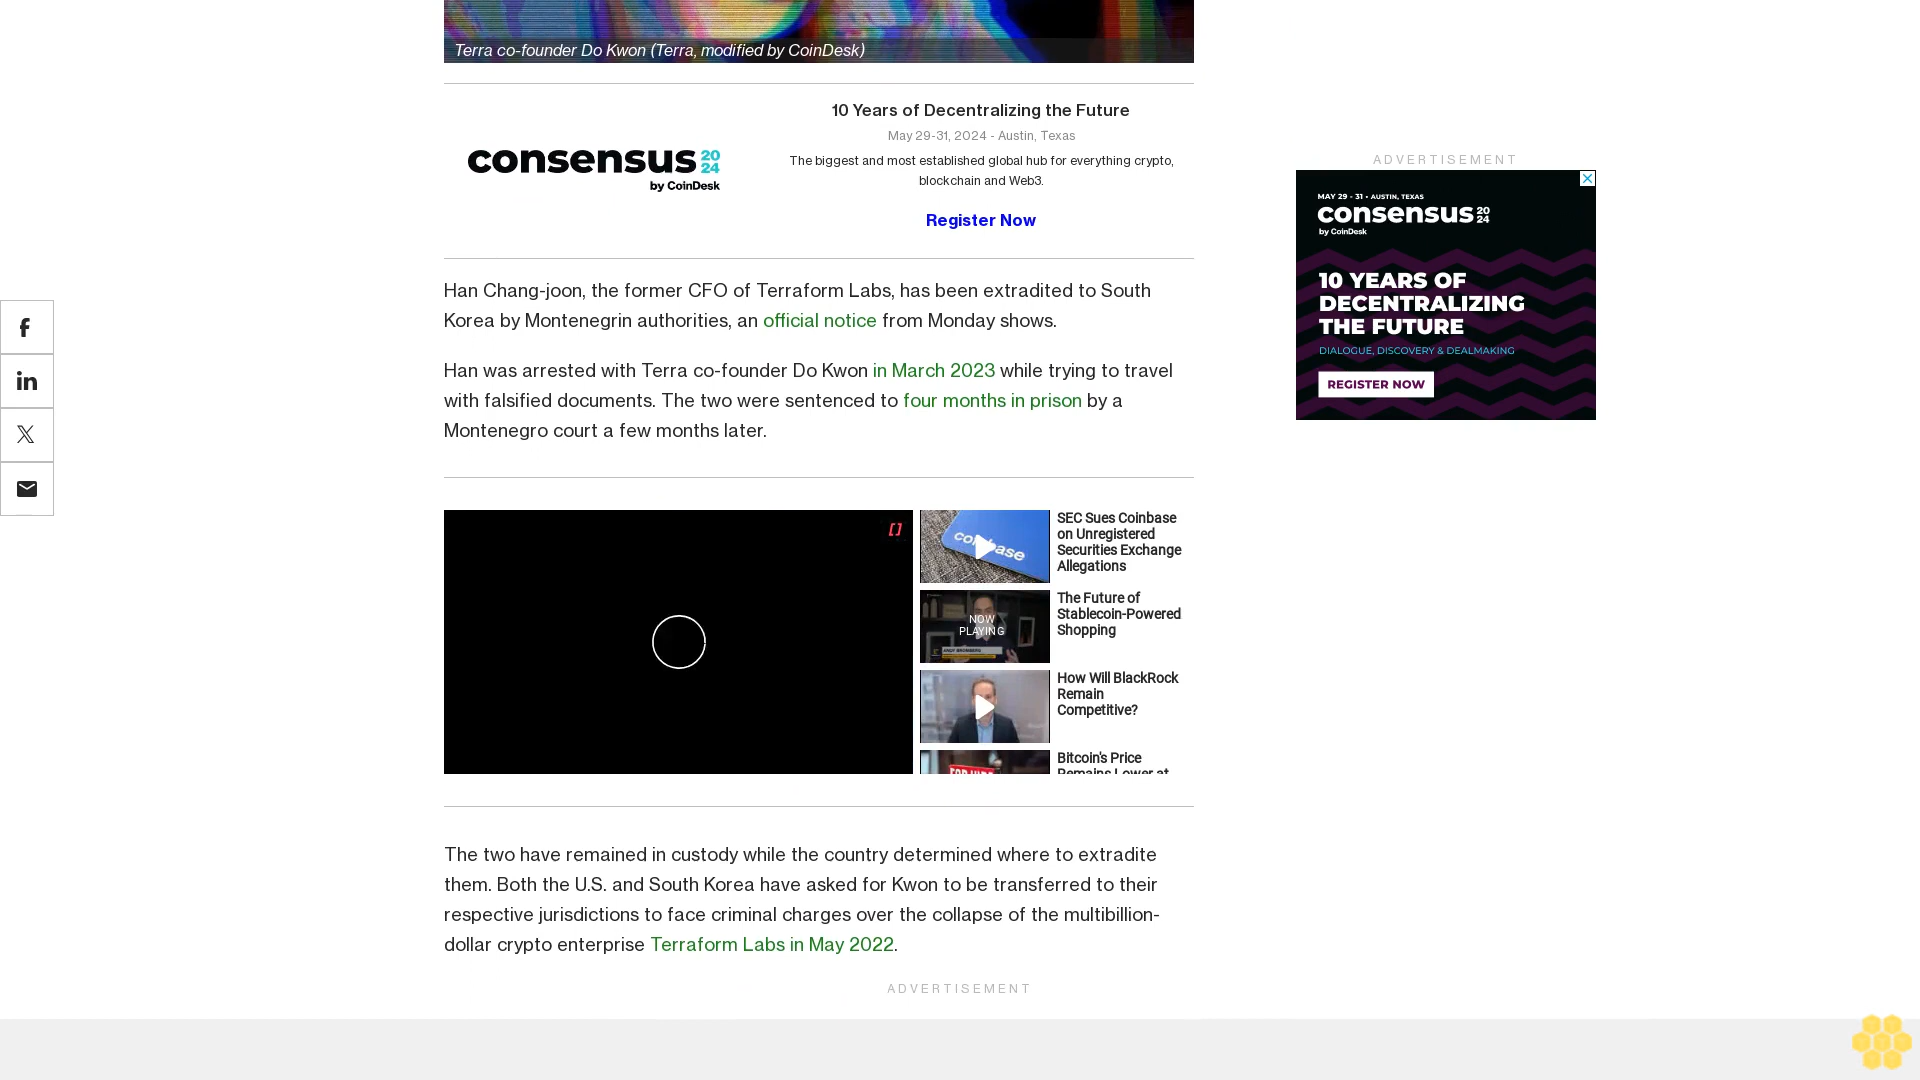 Terra co-founder Do Kwon (Terra, modified by CoinDesk)
consensus 20
24
by CoinDesk
10 Years of Decentralizing the Future
May 29-31, 2024 - Austin, Texas
The biggest and most established global hub for everything crypto,
blockchain and Web3.
Register Now
ADVERTISEMENT
MAY 29 - 31 • AUSTIN, TEXAS
consensus 20
24
by CoinDesk
10 YEARS OF
DECENTRALIZING
THE FUTURE
DIALOGUE, DISCOVERY & DEALMAKING
REGISTER NOW
Han Chang-joon, the former CFO of Terraform Labs, has been extradited to South
Korea by Montenegrin authorities, an official notice from Monday shows.
Han was arrested with Terra co-founder Do Kwon in March 2023 while trying to travel
with falsified documents. The two were sentenced to four months in prison by a
Montenegro court a few months later.
coinbase
SEC Sues Coinbase
on Unregistered
Securities Exchange
Allegations
NOW
PLAYING
ANDY BROMBERG
The Future of
Stablecoin-Powered
Shopping
How Will BlackRock
Remain
Competitive?
Bitcoin's Price
Remains Lower at
The two have remained in custody while the country determined where to extradite
them. Both the U.S. and South Korea have asked for Kwon to be transferred to their
respective jurisdictions to face criminal charges over the collapse of the multibillion-
dollar crypto enterprise Terraform Labs in May 2022.
ADVERTISEMENT